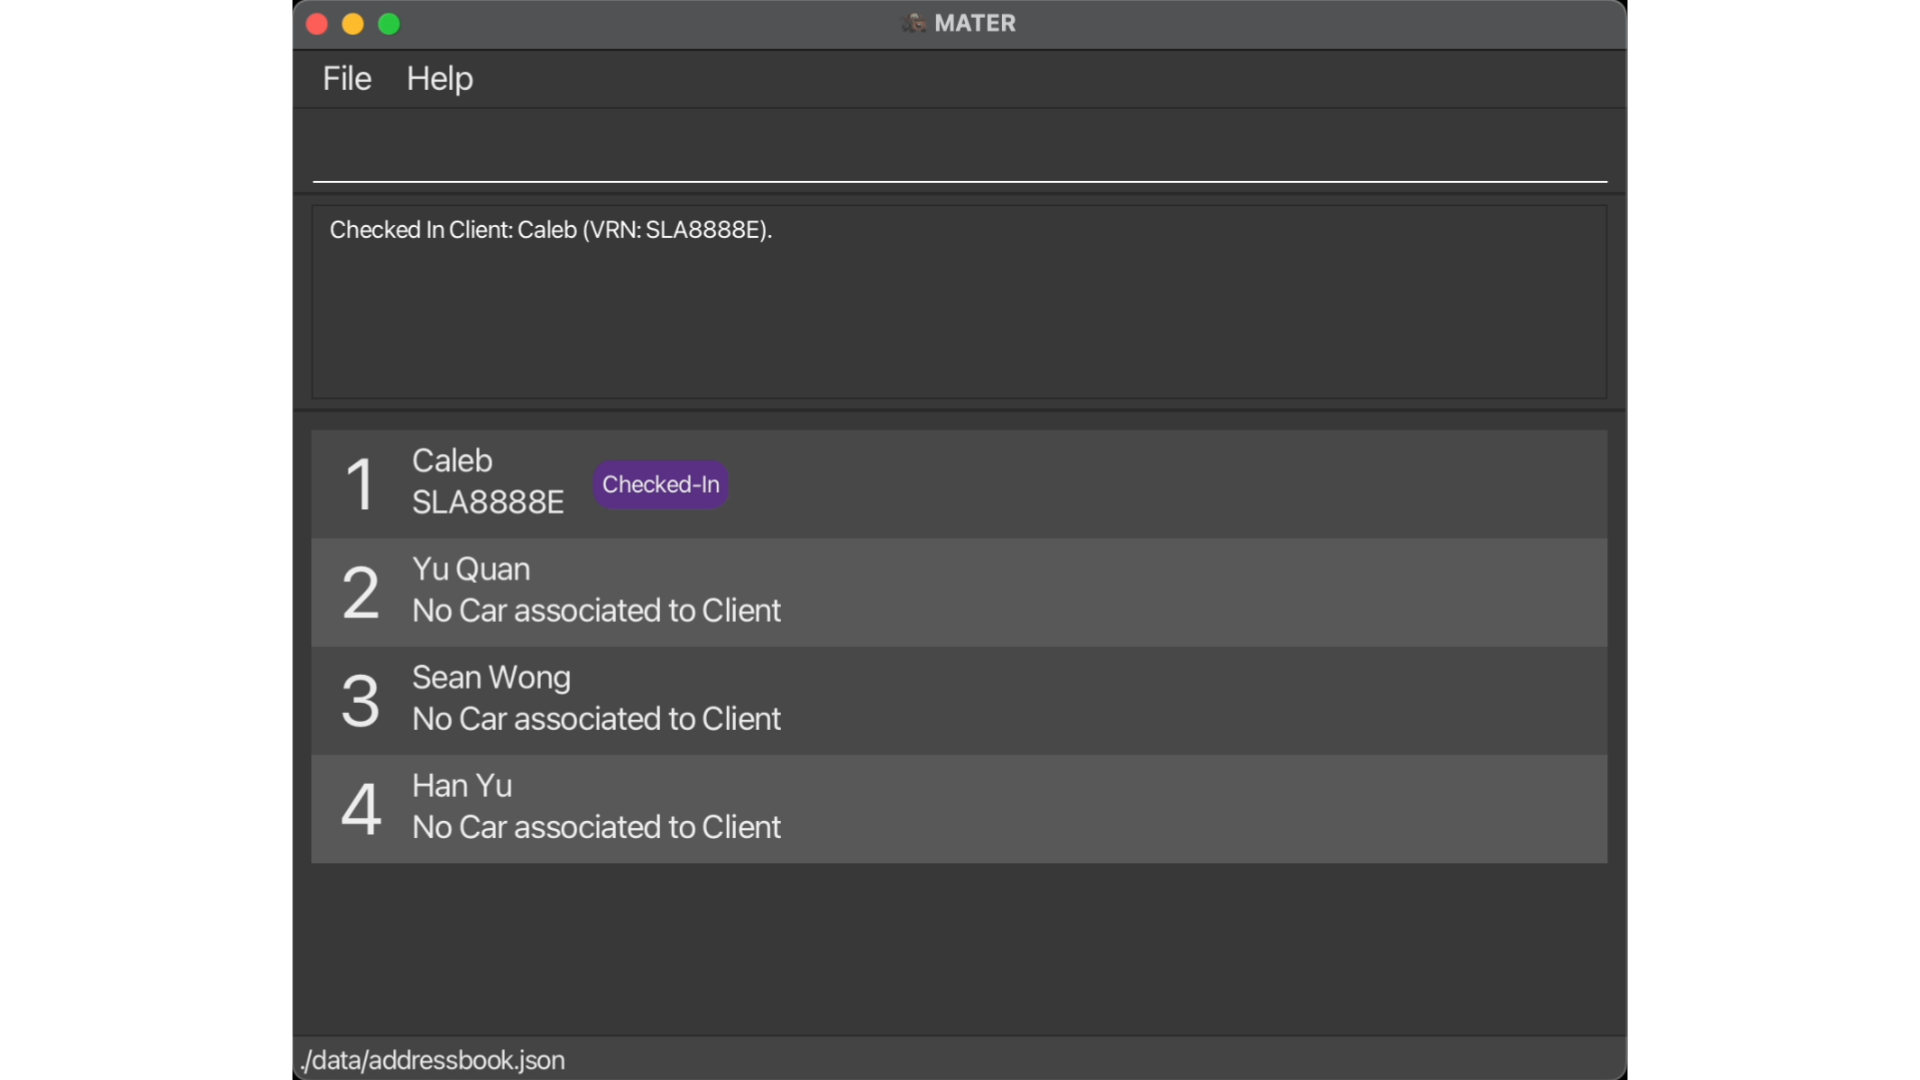 MATER
File Help
Checked In Client: Caleb (VRN: SLA8888E).
1
Caleb
SLA8888E
Checked-In
2
Yu Quan
No Car associated to Client
3
Sean Wong
No Car associated to Client
4
Han Yu
No Car associated to Client
./data/addressbook.json